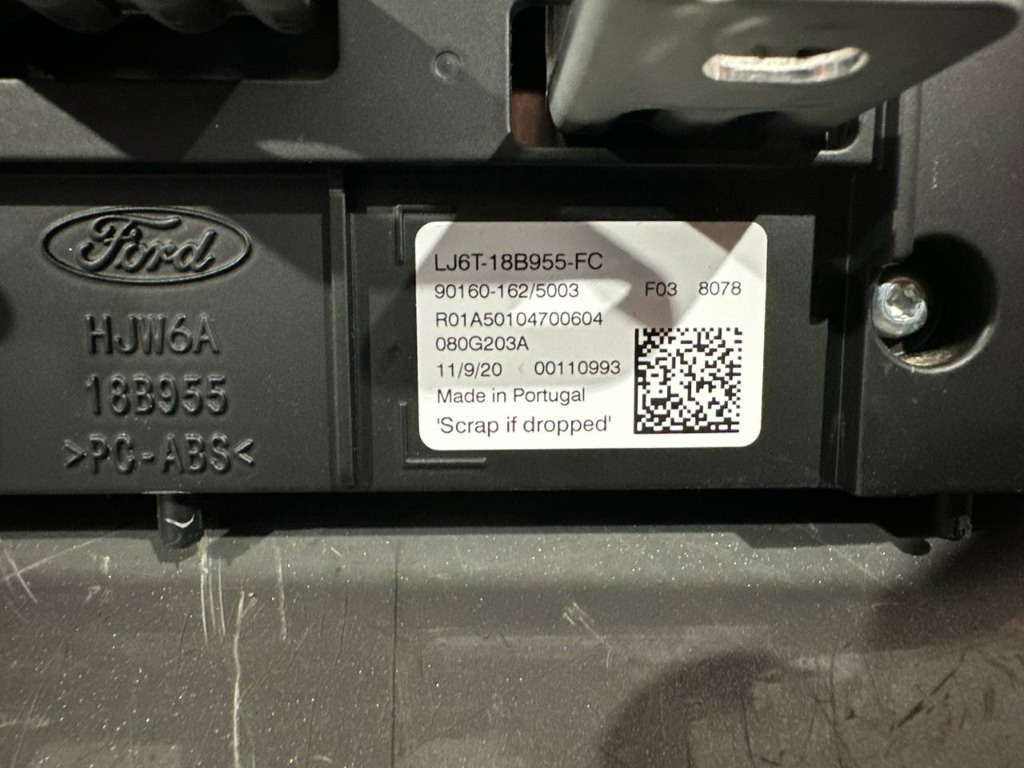 Ford
HJW6A
18B955
>PC-ABS<
LJ6T-18B955-FC
90160-162/5003 F03 8078
R01A50104700604
080G203A
11/9/20 00110993
Made in Portugal
'Scrap if dropped'